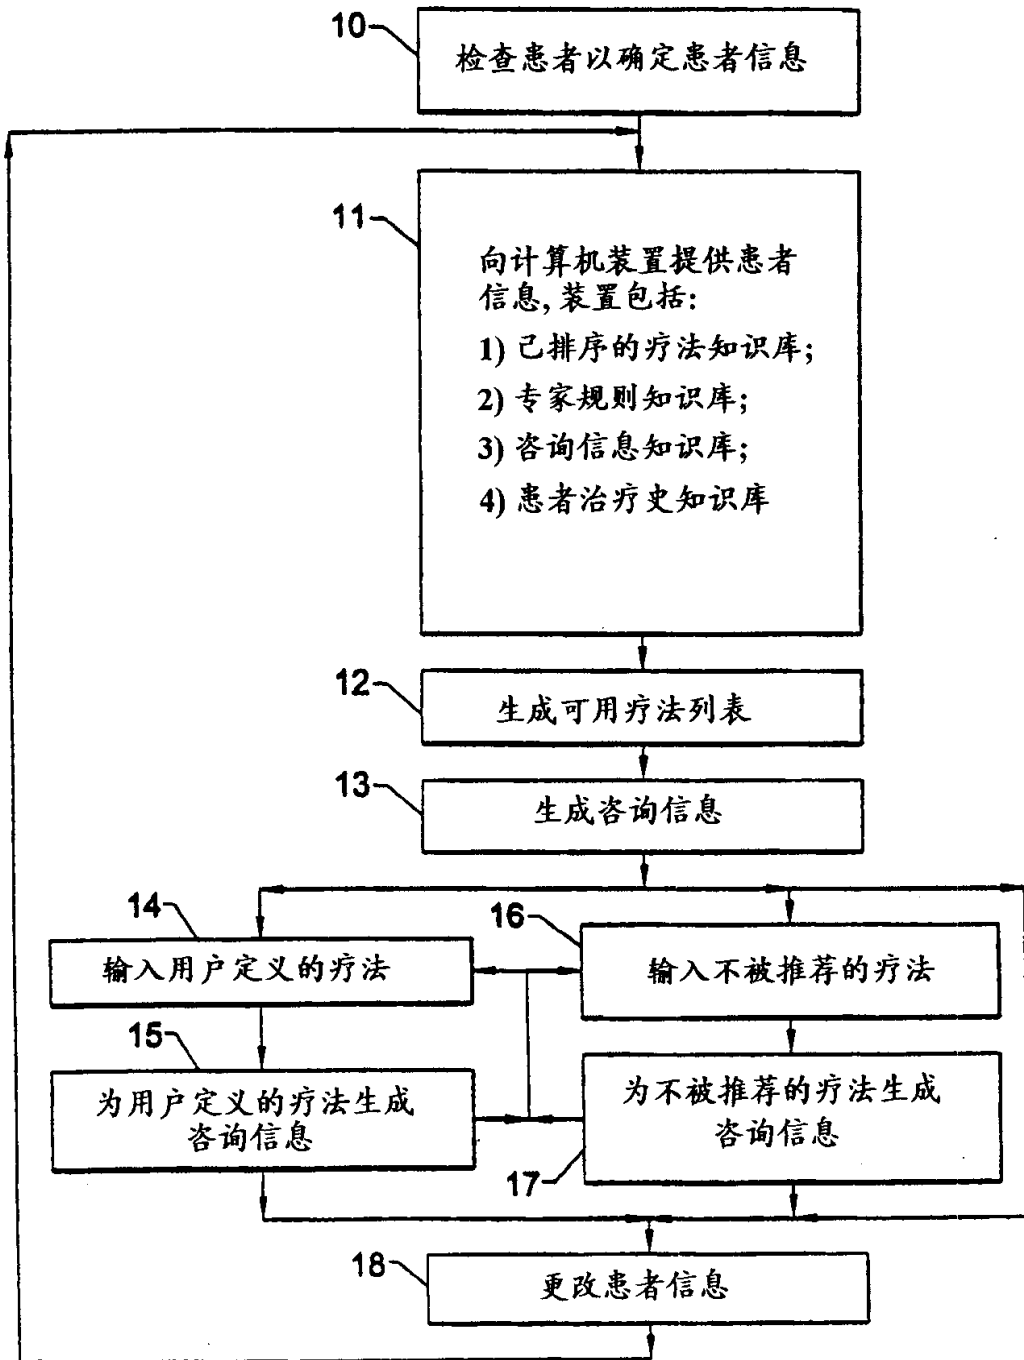 10
检查患者以确定患者信息
11
向计算机装置提供患者
信息, 装置包括:
1) 已排序的疗法知识库;
2) 专家规则知识库;
3) 咨询信息知识库;
4) 患者治疗史知识库
12
生成可用疗法列表
13
生成咨询信息
14
输入用户定义的疗法
16
输入不被推荐的疗法
15
为用户定义的疗法生成
咨询信息
为不被推荐的疗法生成
咨询信息
17
18
更改患者信息